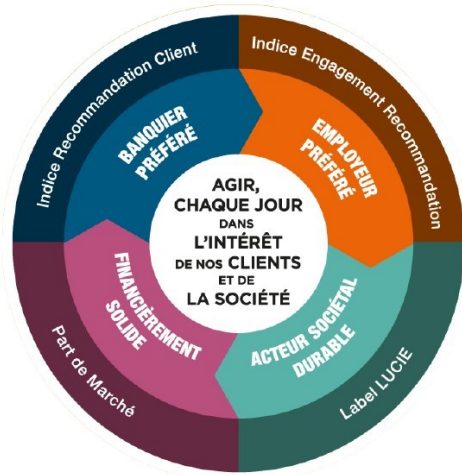 Indice Recommandation Client
Indice Engagement Recommandation
BANQUIER
PRÉFÉRÉ
EMPLOYEUR
PRÉFÉRÉ
AGIR,
CHAQUE JOUR
DANS
L'INTÉRÊT
DE NOS CLIENTS
ET DE
LA SOCIÉTÉ
FINANCIÈREMENT
SOLIDE
ACTEUR SOCIÉTAL
DURABLE
Part de Marché
Label LUCIE